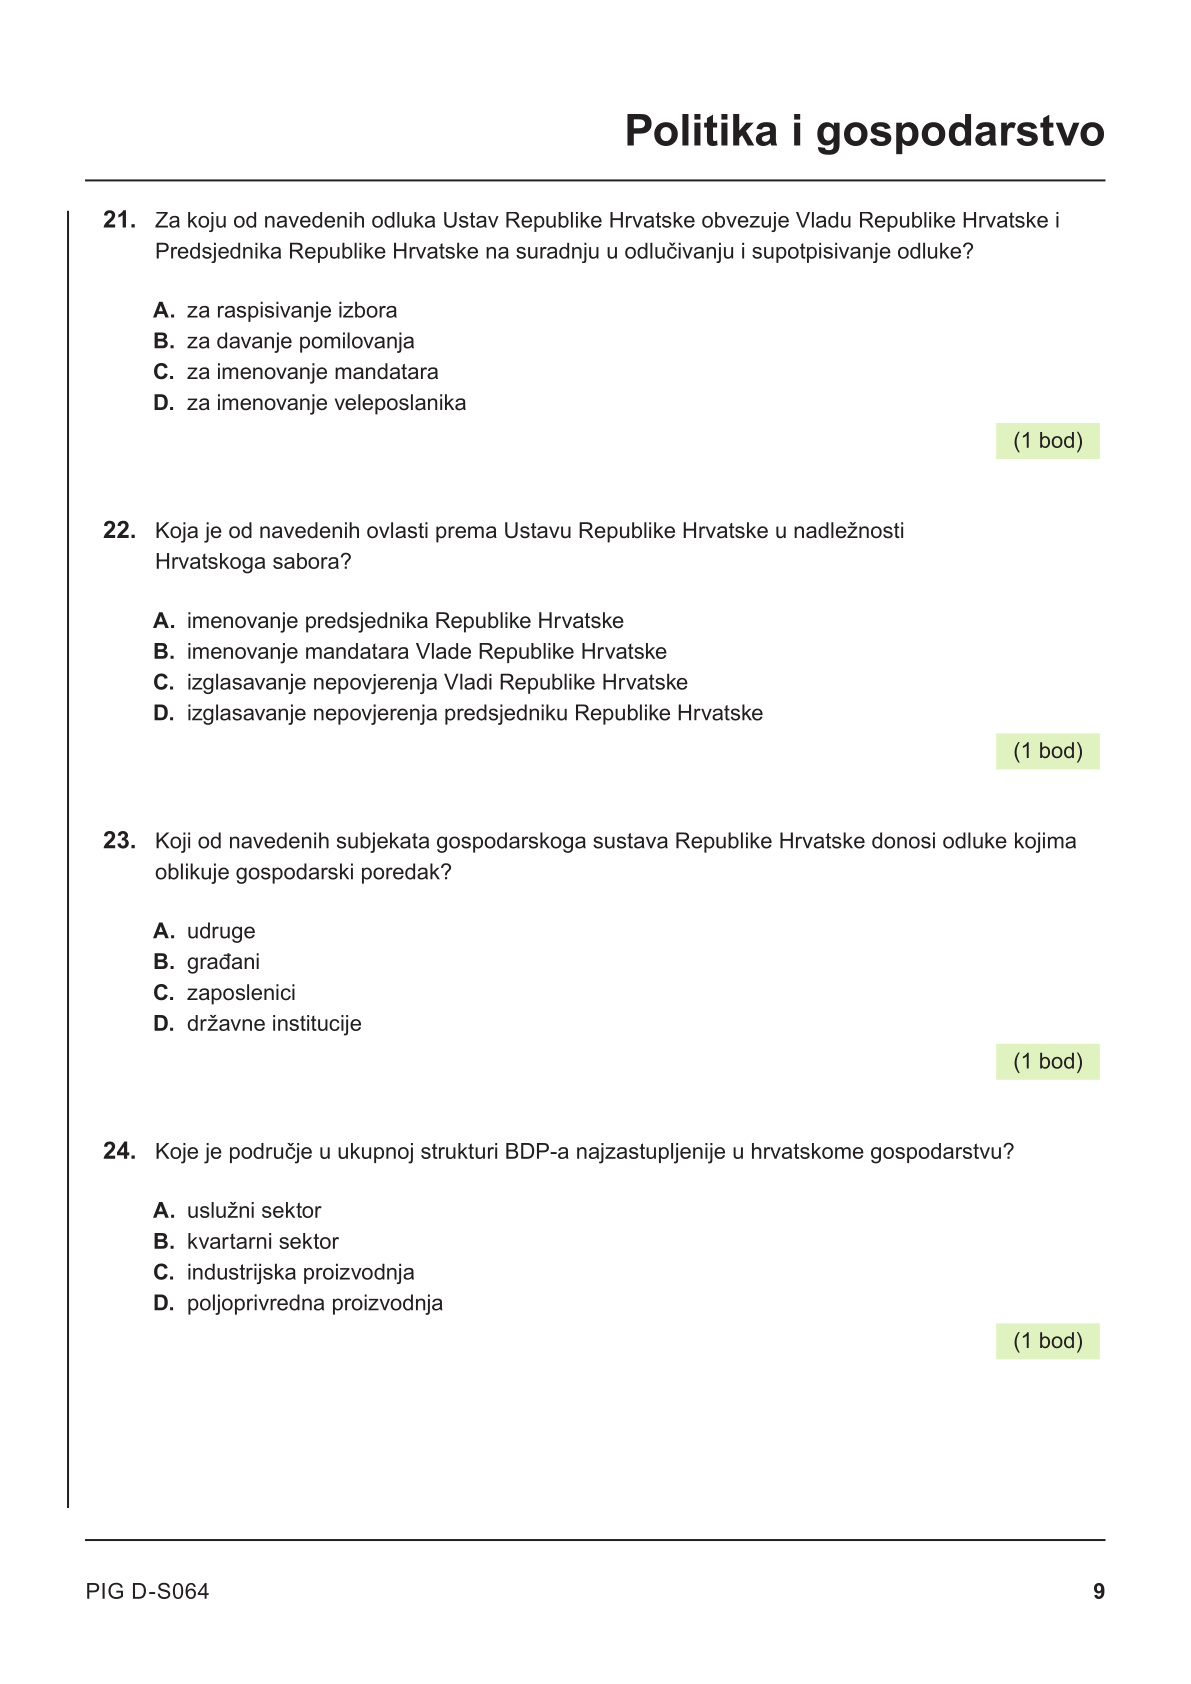 Politika i gospodarstvo
21. Za koju od navedenih odluka Ustav Republike Hrvatske obvezuje Vladu Republike Hrvatske i
Predsjednika Republike Hrvatske na suradnju u odlučivanju i supotpisivanje odluke?
A. za raspisivanje izbora
B. za davanje pomilovanja
C. za imenovanje mandatara
D. za imenovanje veleposlanika
(1 bod)
22. Koja je od navedenih ovlasti prema Ustavu Republike Hrvatske u nadležnosti
Hrvatskoga sabora?
A. imenovanje predsjednika Republike Hrvatske
B. imenovanje mandatara Vlade Republike Hrvatske
C. izglasavanje nepovjerenja Vladi Republike Hrvatske
D. izglasavanje nepovjerenja predsjedniku Republike Hrvatske
(1 bod)
23. Koji od navedenih subjekata gospodarskoga sustava Republike Hrvatske donosi odluke kojima
oblikuje gospodarski poredak?
A. udruge
B. građani
C. zaposlenici
D. državne institucije
(1 bod)
24. Koje je područje u ukupnoj strukturi BDP-a najzastupljenije u hrvatskome gospodarstvu?
A. uslužni sektor
B. kvartarni sektor
C. industrijska proizvodnja
D. poljoprivredna proizvodnja
(1 bod)
PIG D-S064
9